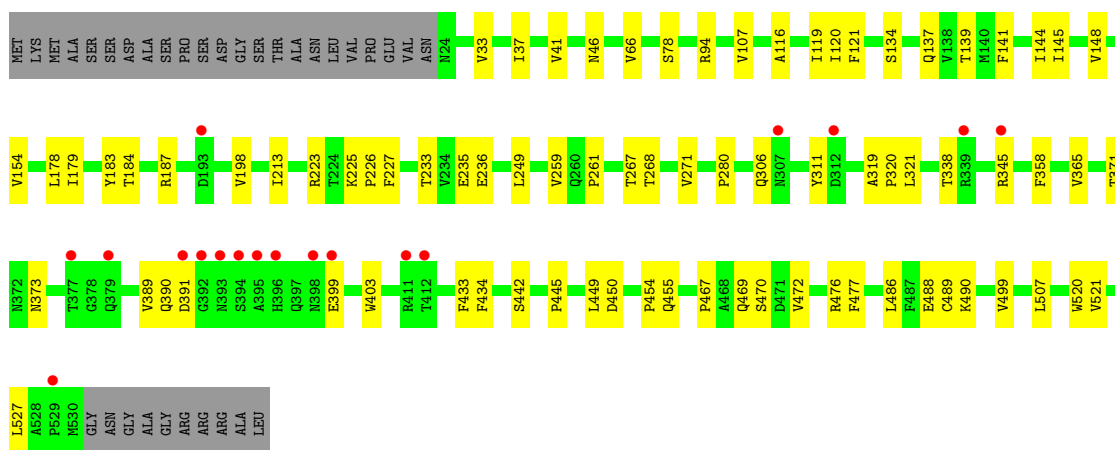 MET LYS MET ALA SER SER ASP ALA SER PRO SER ASP GLY SER THR ALA ASN LEU VAL PRO GLU VAL ASN N24 V33 I37 V41 N46 V66 S78 R94 V107 A116 I119 I120 F121 S134 Q137 V138 T139 M140 F141 I144 I145 V148
V154 L178 I179 Y183 T184 R187 D193 V198 I213 R223 T224 K225 P226 F227 T233 V234 E235 E236 L249 V259 Q260 P261 T267 T268 V271 P280 Q306 N307 Y311 D312 A319 P320 L321 T338 R339 R345 F358 V365 T371
N372 N373 T377 G378 Q379 V389 Q390 D391 G392 N393 S394 A395 H396 Q397 N398 E399 W403 R411 T412 F433 F434 S442 P445 L449 D450 P454 Q455 P467 A468 Q469 S470 D471 V472 R476 F477 L486 F487 E488 C489 K490 V499 L507 W520 V521
L527 A528 P529 M530 GLY ASN GLY ALA GLY ARG ARG ARG ALA LEU